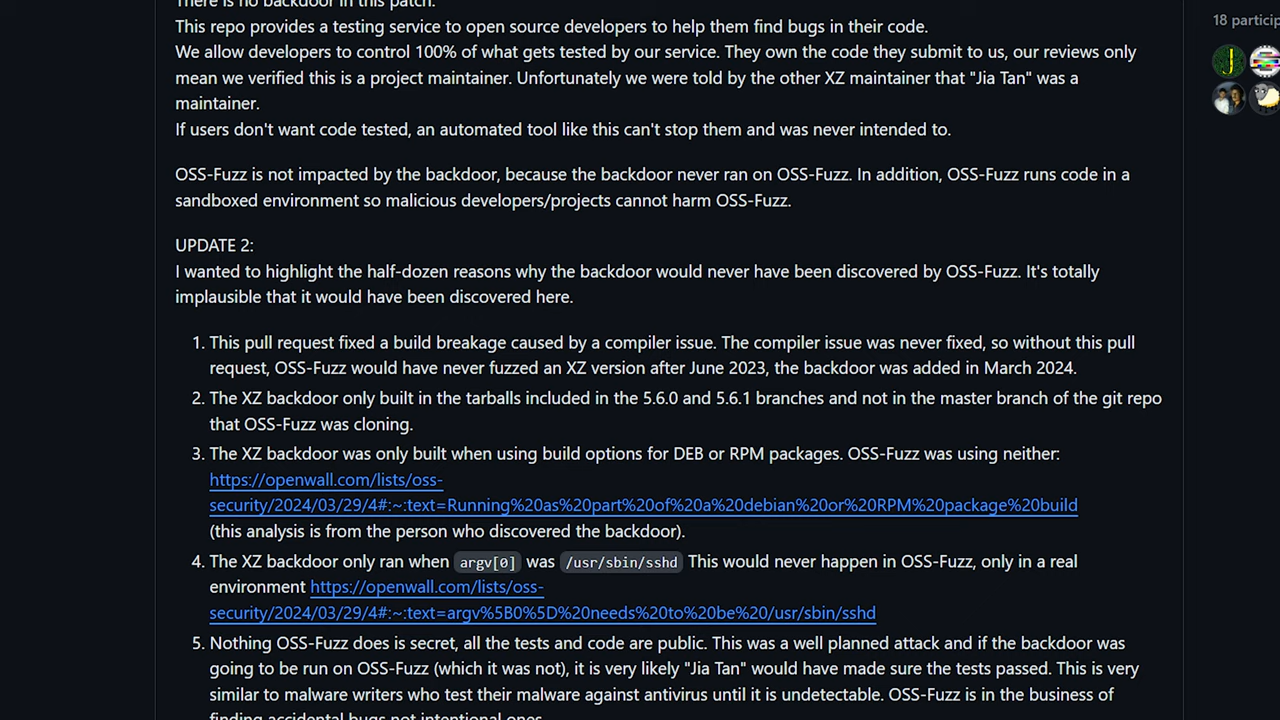 There is no backdoor in this patch.
18 particip
This repo provides a testing service to open source developers to help them find bugs in their code.
We allow developers to control 100% of what gets tested by our service. They own the code they submit to us, our reviews only
mean we verified this is a project maintainer. Unfortunately we were told by the other XZ maintainer that "Jia Tan" was a
maintainer.
If users don't want code tested, an automated tool like this can't stop them and was never intended to.
OSS-Fuzz is not impacted by the backdoor, because the backdoor never ran on OSS-Fuzz. In addition, OSS-Fuzz runs code in a
sandboxed environment so malicious developers/projects cannot harm OSS-Fuzz.
UPDATE 2:
I wanted to highlight the half-dozen reasons why the backdoor would never have been discovered by OSS-Fuzz. It's totally
implausible that it would have been discovered here.
1. This pull request fixed a build breakage caused by a compiler issue. The compiler issue was never fixed, so without this pull
request, OSS-Fuzz would have never fuzzed an XZ version after June 2023, the backdoor was added in March 2024.
2. The XZ backdoor only built in the tarballs included in the 5.6.0 and 5.6.1 branches and not in the master branch of the git repo
that OSS-Fuzz was cloning.
3. The XZ backdoor was only built when using build options for DEB or RPM packages. OSS-Fuzz was using neither:
https://openwall.com/lists/oss-
security/2024/03/29/4#:~:text=Running%20as%20part%20of%20a%20debian%20or%20RPM%20package%20build
(this analysis is from the person who discovered the backdoor).
4. The XZ backdoor only ran when argv[0] was /usr/sbin/sshd This would never happen in OSS-Fuzz, only in a real
environment https://openwall.com/lists/oss-
security/2024/03/29/4#:~:text=argv%5B0%5D%20needs%20to%20be%20/usr/sbin/sshd
5. Nothing OSS-Fuzz does is secret, all the tests and code are public. This was a well planned attack and if the backdoor was
going to be run on OSS-Fuzz (which it was not), it is very likely "Jia Tan" would have made sure the tests passed. This is very
similar to malware writers who test their malware against antivirus until it is undetectable. OSS-Fuzz is in the business of
finding accidental bugs not intentional ones.